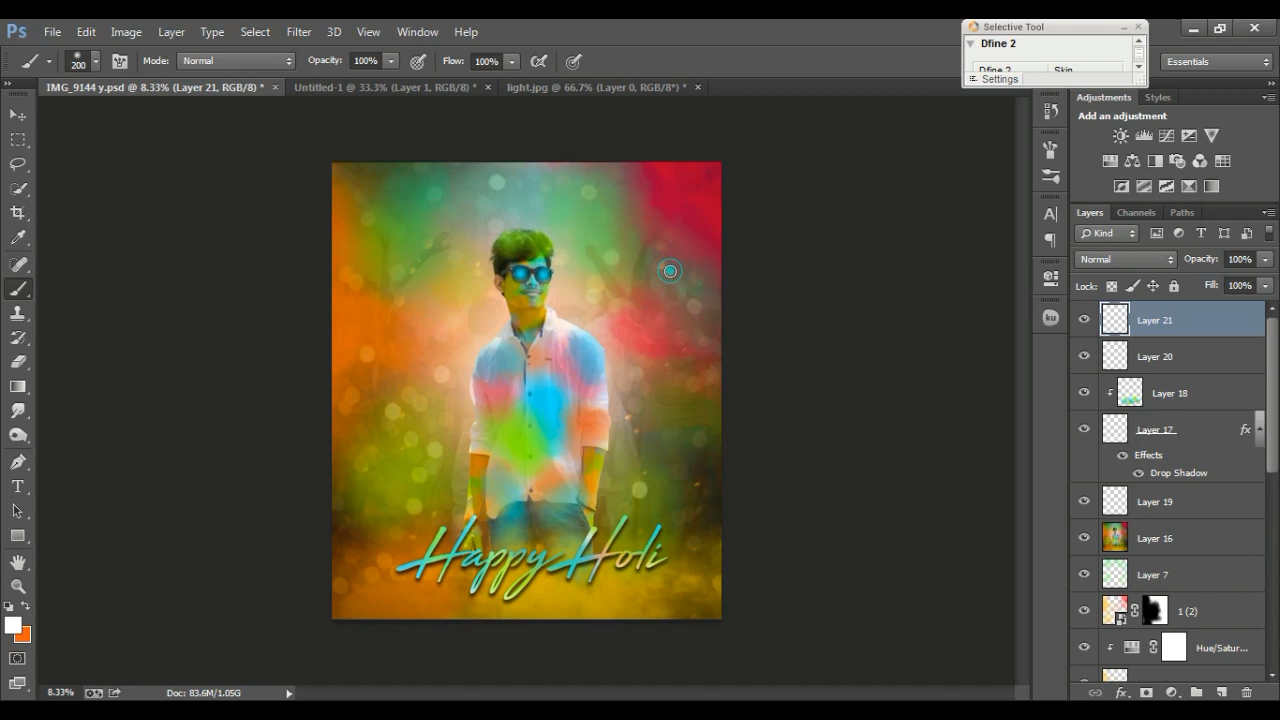 Ps File Edit Image Layer Type Select Filter 3D View Window Help
Selective Tool
Dfine 2
Dfine 2 Skin
Settings
200 Mode: Normal Opacity: 100% Flow: 100%
Essentials
IMG_9144 y.psd @ 8.33% (Layer 21, RGB/8) * × Untitled-1 @ 33.3% (Layer 1, RGB/8) * × light.jpg @ 66.7% (Layer 0, RGB/8*) * ×
Adjustments Styles
Add an adjustment
Layers Channels Paths
Kind
Normal Opacity: 100%
Lock: Fill: 100%
Layer 21
Layer 20
Layer 18
Layer 17 fx
Effects
Drop Shadow
Layer 19
Layer 16
Layer 7
1 (2)
Hue/Satur...
ku
Happy Holi
8.33% Doc: 83.6M/1.05G